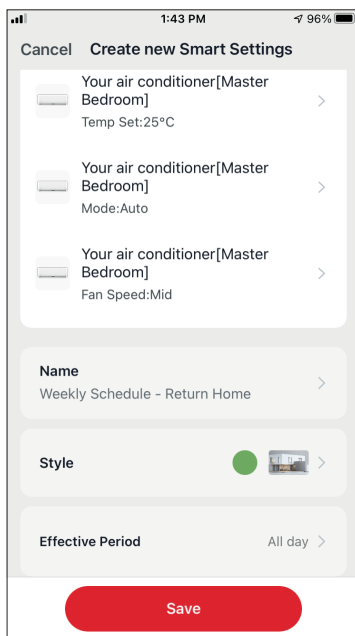 1:43 PM
96%
Cancel
Create new Smart Settings
Your air conditioner[Master
Bedroom]
Temp Set:25°C
Your air conditioner[Master
Bedroom]
Mode:Auto
Your air conditioner[Master
Bedroom]
Fan Speed:Mid
Name
Weekly Schedule - Return Home
Style
Effective Period
All day
Save